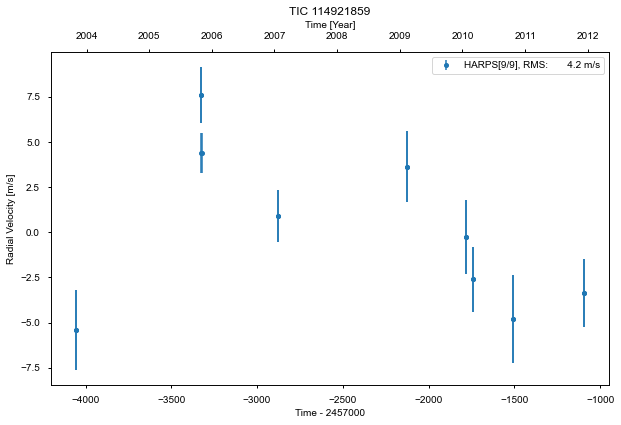 TIC 114921859
Time [Year]
2004 2005 2006 2007 2008 2009 2010 2011 2012
HARPS[9/9], RMS: 4.2 m/s
7.5
5.0
2.5
0.0
−2.5
−5.0
−7.5
Radial Velocity [m/s]
−4000 −3500 −3000 −2500 −2000 −1500 −1000
Time - 2457000